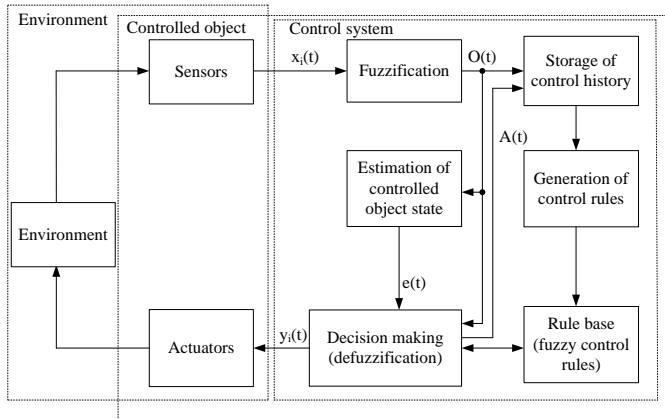 Environment
Controlled object
Control system
Sensors
xi(t)
Fuzzification
O(t)
Storage of
control history
A(t)
Estimation of
controlled
object state
Generation of
control rules
Environment
e(t)
Actuators
yi(t)
Decision making
(defuzzification)
Rule base
(fuzzy control
rules)